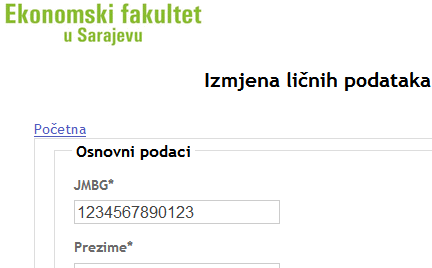 Ekonomski fakultet
u Sarajevu
Izmjena ličnih podataka
Početna
Osnovni podaci
JMBG*
1234567890123
Prezime*